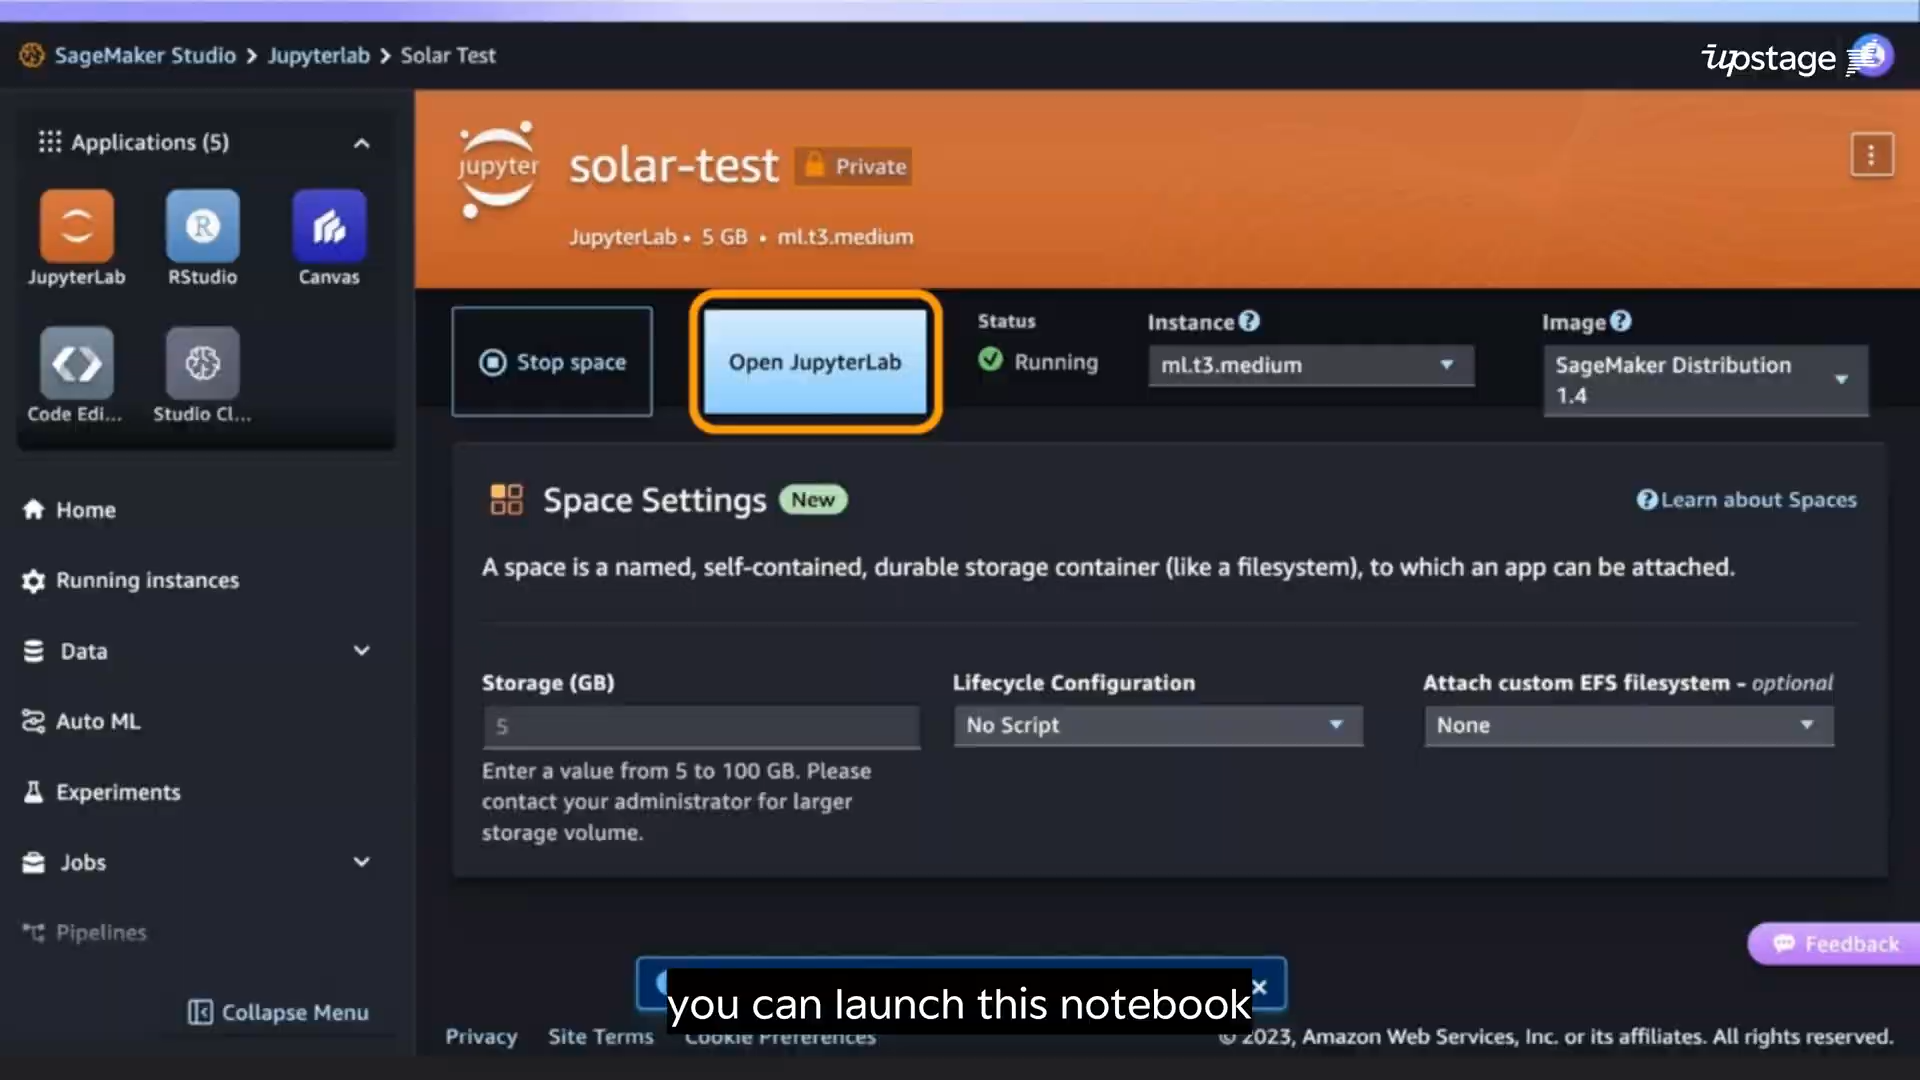 SageMaker Studio > Jupyterlab > Solar Test
upstage
Applications (5)
JupyterLab
RStudio
Canvas
Code Edi...
Studio Cl...
Home
Running instances
Data
Auto ML
Experiments
Jobs
Pipelines
Collapse Menu
jupyter
solar-test
Private
JupyterLab • 5 GB • ml.t3.medium
Stop space
Open JupyterLab
Status
Running
Instance
ml.t3.medium
Image
SageMaker Distribution
1.4
Space Settings
New
Learn about Spaces
A space is a named, self-contained, durable storage container (like a filesystem), to which an app can be attached.
Storage (GB)
5
Enter a value from 5 to 100 GB. Please
contact your administrator for larger
storage volume.
Lifecycle Configuration
No Script
Attach custom EFS filesystem - optional
None
Feedback
you can launch this notebook
Privacy
Site Terms
Cookie Preferences
© 2023, Amazon Web Services, Inc. or its affiliates. All rights reserved.